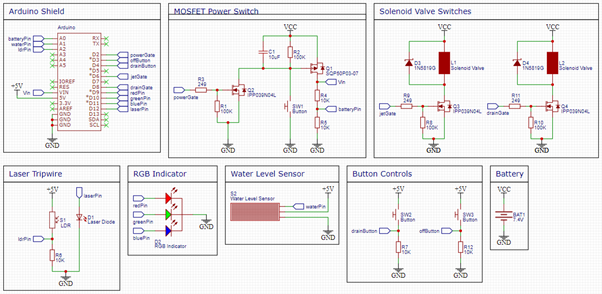 Arduino Shield
Arduino
batteryPin
waterPin
ldrPin
A0
A1
A2
A3
A4
A5
IOREF
RES
VIN
5V
3.3V
AREF
GND
GND
GND
RX
TX
D2
D3
D4
D5
D6
D7
D8
D9
D10
D11
D12
D13
SDA
SCL
powerGate
offButton
drainButton
jetGate
drainGate
redPin
greenPin
bluePin
laserPin
+5V
GND
MOSFET Power Switch
VCC
C1
10uF
R2
100K
Q1
SQP50P03-07
Vin
R3
249
powerGate
Q2
IPP039N04L
R1
100K
SW1
Button
R4
10K
batteryPin
R5
10K
GND
GND
GND
GND
Solenoid Valve Switches
VCC
VCC
D3
1N5819G
L1
Solenoid Valve
D4
1N5819G
L2
Solenoid Valve
R9
249
jetGate
Q3
IPP039N04L
R8
100K
GND
R11
249
drainGate
Q4
IPP039N04L
R10
100K
GND
Laser Tripwire
+5V
laserPin
S1
LDR
D1
Laser Diode
ldrPin
R6
10K
GND
RGB Indicator
redPin
greenPin
bluePin
GND
D2
RGB Indicator
Water Level Sensor
S2
Water Level Sensor
+5V
waterPin
GND
Button Controls
+5V
+5V
SW2
Button
SW3
Button
drainButton
offButton
R7
10K
R12
10K
GND
GND
Battery
VCC
BAT1
7.4V
GND